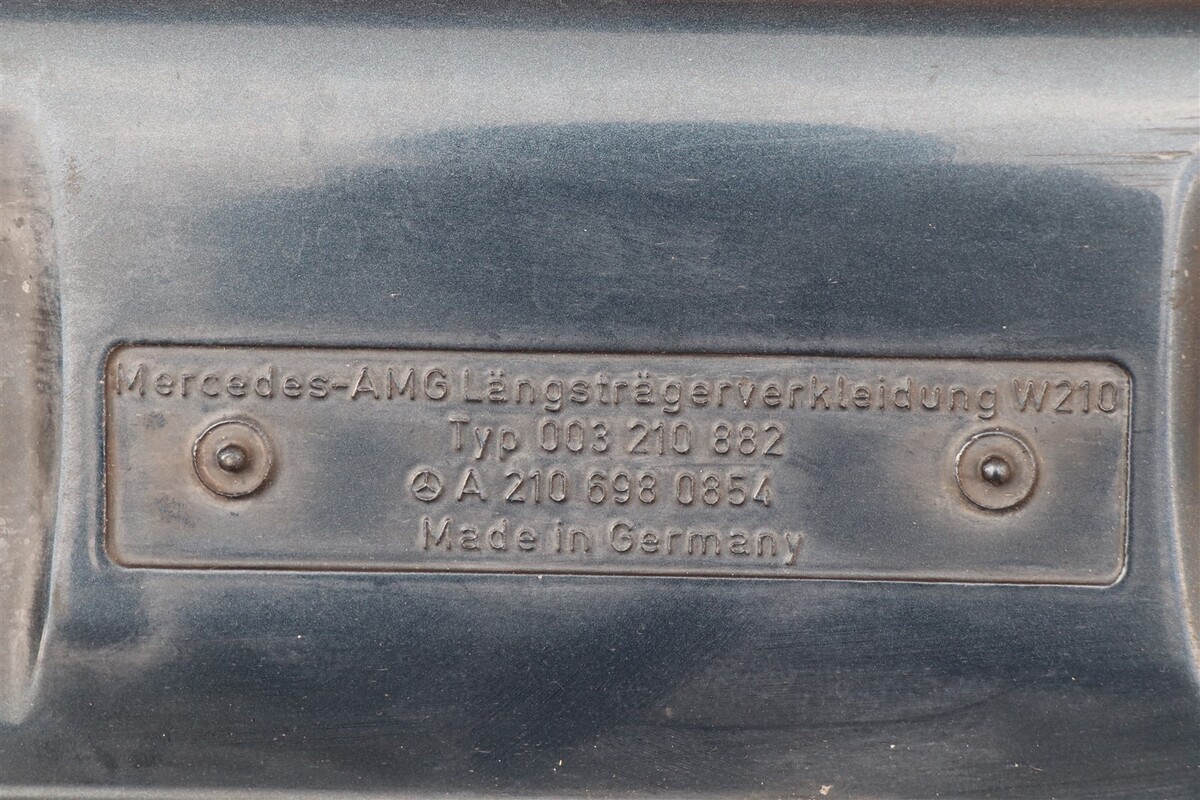 Mercedes-AMG Längsträgerverkleidung W210
Typ 003 210 882
A 210 698 0854
Made in Germany